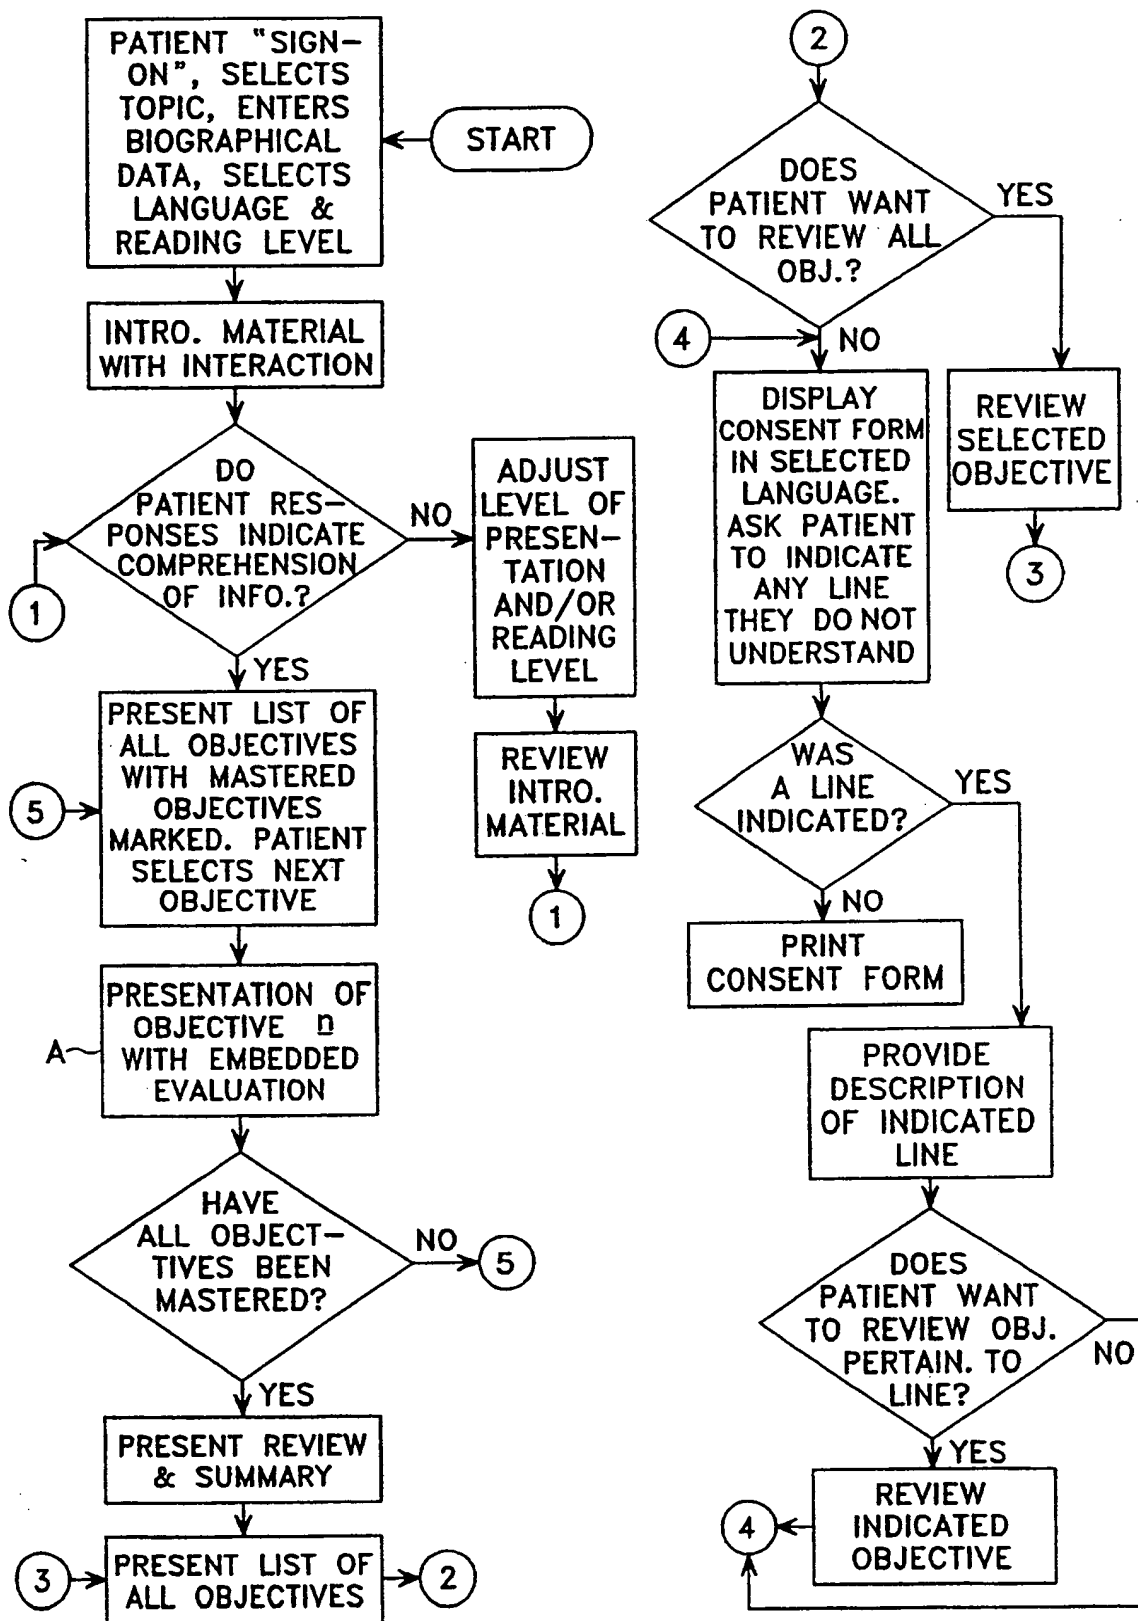 PATIENT "SIGN-
ON", SELECTS
TOPIC, ENTERS
BIOGRAPHICAL
DATA, SELECTS
LANGUAGE &
READING LEVEL
START
INTRO. MATERIAL
WITH INTERACTION
DO
PATIENT RES-
PONSES INDICATE
COMPREHENSION
OF INFO.?
NO
1
YES
ADJUST
LEVEL OF
PRESEN-
TATION
AND/OR
READING
LEVEL
REVIEW
INTRO.
MATERIAL
1
PRESENT LIST OF
ALL OBJECTIVES
WITH MASTERED
OBJECTIVES
MARKED. PATIENT
SELECTS NEXT
OBJECTIVE
5
PRESENTATION OF
OBJECTIVE n
WITH EMBEDDED
EVALUATION
A
HAVE
ALL OBJECT-
TIVES BEEN
MASTERED?
NO
5
YES
PRESENT REVIEW
& SUMMARY
3
PRESENT LIST OF
ALL OBJECTIVES
2
2
DOES
PATIENT WANT
TO REVIEW ALL
OBJ.?
YES
4
NO
REVIEW
SELECTED
OBJECTIVE
3
DISPLAY
CONSENT FORM
IN SELECTED
LANGUAGE.
ASK PATIENT
TO INDICATE
ANY LINE
THEY DO NOT
UNDERSTAND
WAS
A LINE
INDICATED?
YES
NO
PRINT
CONSENT FORM
PROVIDE
DESCRIPTION
OF INDICATED
LINE
DOES
PATIENT WANT
TO REVIEW OBJ.
PERTAIN. TO
LINE?
NO
YES
REVIEW
INDICATED
OBJECTIVE
4